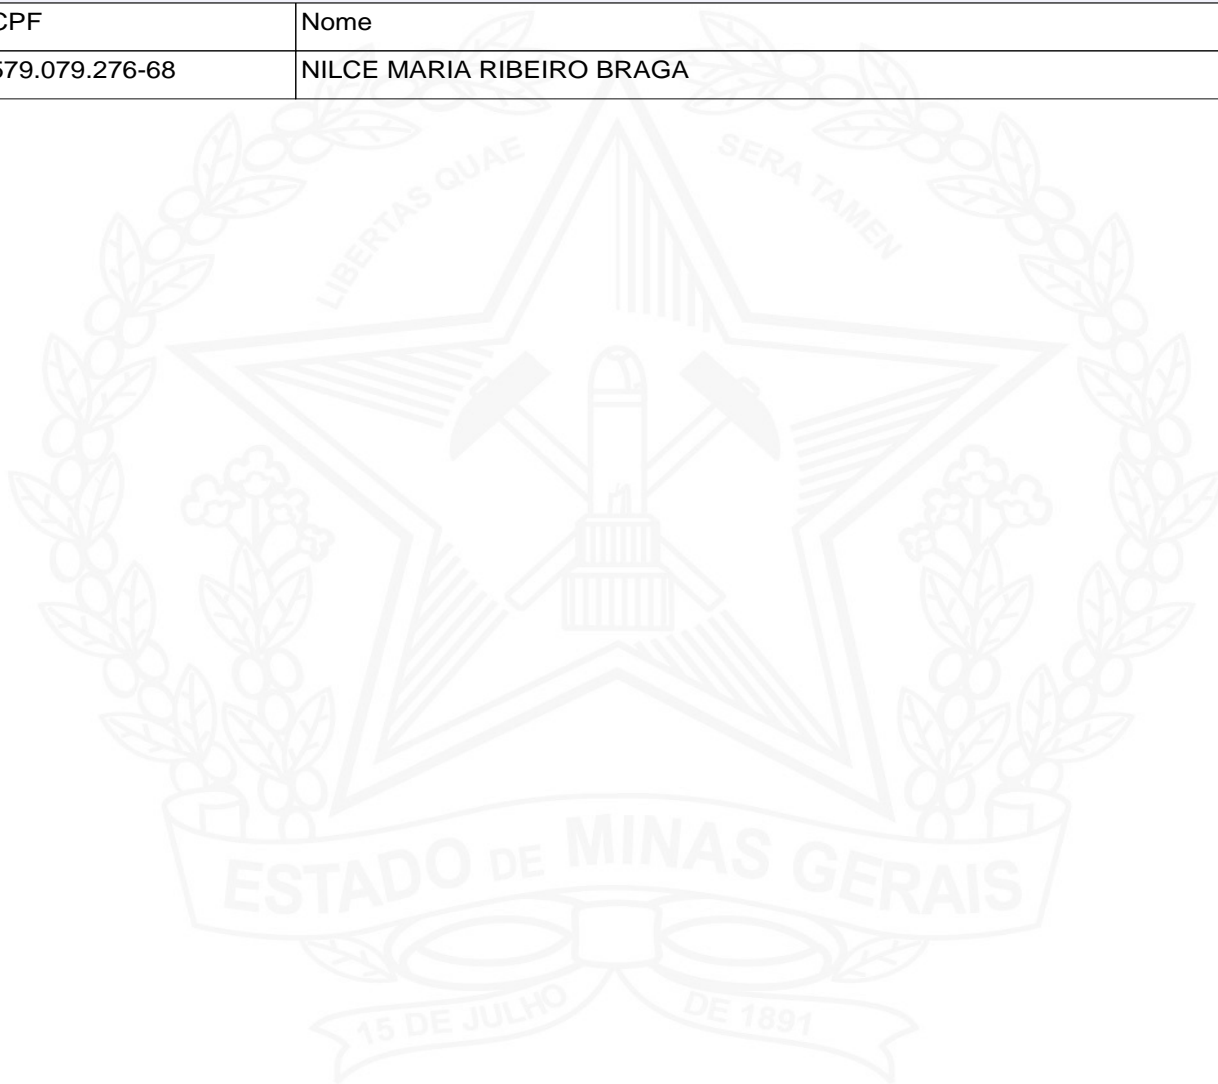 CPF Nome
579.079.276-68 NILCE MARIA RIBEIRO BRAGA
LIBERTAS QUAE SERA TAMEN
ESTADO DE MINAS GERAIS
15 DE JULHO DE 1891